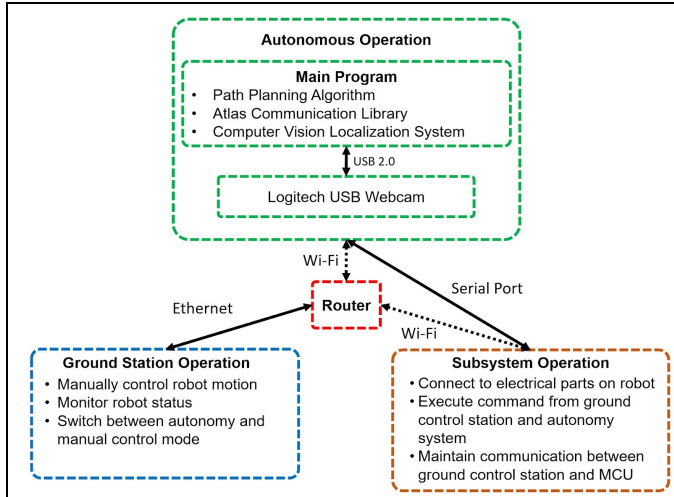 Autonomous Operation
Main Program
• Path Planning Algorithm
• Atlas Communication Library
• Computer Vision Localization System
USB 2.0
Logitech USB Webcam
Wi-Fi
Serial Port
Ethernet
Router
Wi-Fi
Ground Station Operation
• Manually control robot motion
• Monitor robot status
• Switch between autonomy and
manual control mode
Subsystem Operation
• Connect to electrical parts on robot
• Execute command from ground
control station and autonomy
system
• Maintain communication between
ground control station and MCU